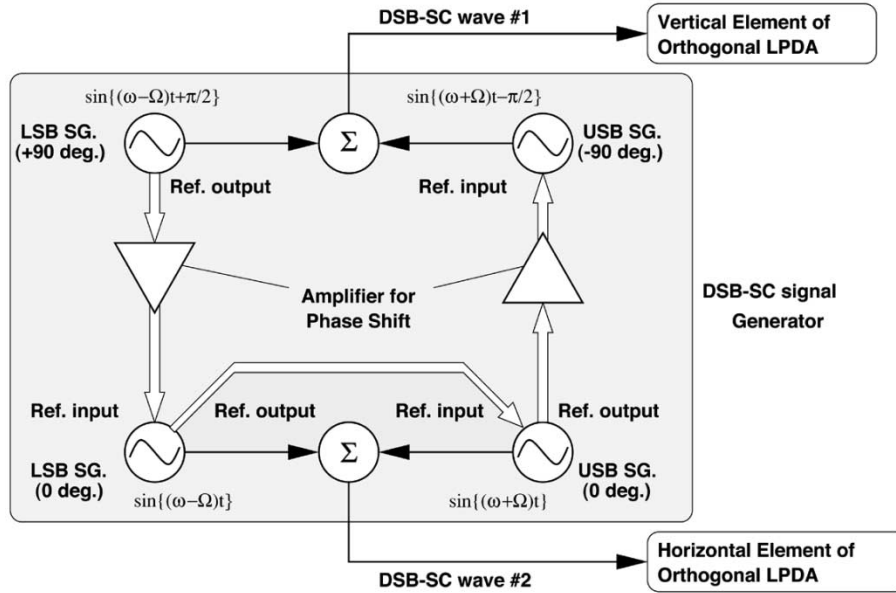 DSB-SC wave #1
Vertical Element of
Orthogonal LPDA
sin{(ω−Ω)t+π/2}
sin{(ω+Ω)t−π/2}
LSB SG.
(+90 deg.)
Σ
USB SG.
(-90 deg.)
Ref. output
Ref. input
Amplifier for
Phase Shift
DSB-SC signal
Generator
Ref. input
Ref. output
Ref. input
Ref. output
LSB SG.
(0 deg.)
Σ
USB SG.
(0 deg.)
sin{(ω−Ω)t}
sin{(ω+Ω)t}
DSB-SC wave #2
Horizontal Element of
Orthogonal LPDA